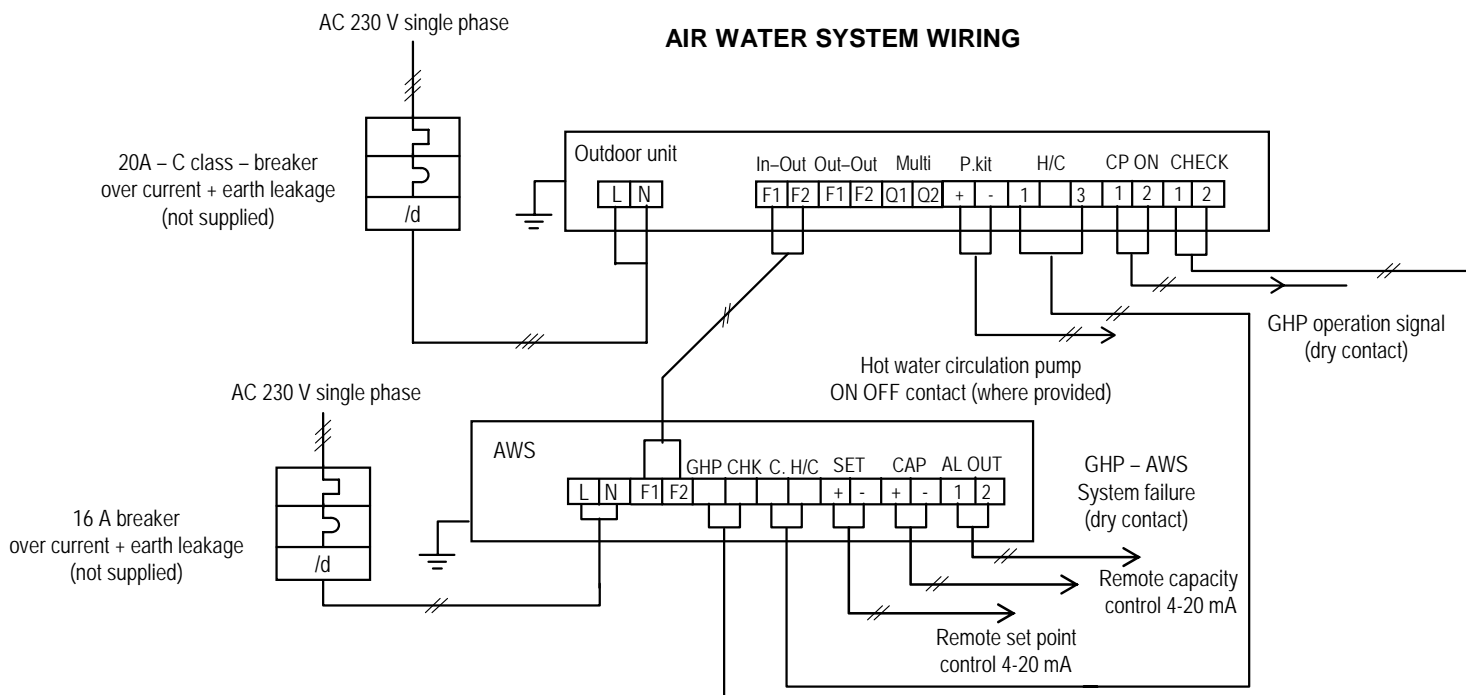 AC 230 V single phase
AIR WATER SYSTEM WIRING
20A – C class – breaker
over current + earth leakage
(not supplied)
/d
Outdoor unit
In–Out Out–Out Multi P.kit H/C CP ON CHECK
L N F1 F2 F1 F2 Q1 Q2 + - 1 3 1 2 1 2
GHP operation signal
(dry contact)
Hot water circulation pump
ON OFF contact (where provided)
AC 230 V single phase
16 A breaker
over current + earth leakage
(not supplied)
/d
AWS
GHP CHK C. H/C SET CAP AL OUT
L N F1 F2 + - + - 1 2
GHP – AWS
System failure
(dry contact)
Remote capacity
control 4-20 mA
Remote set point
control 4-20 mA